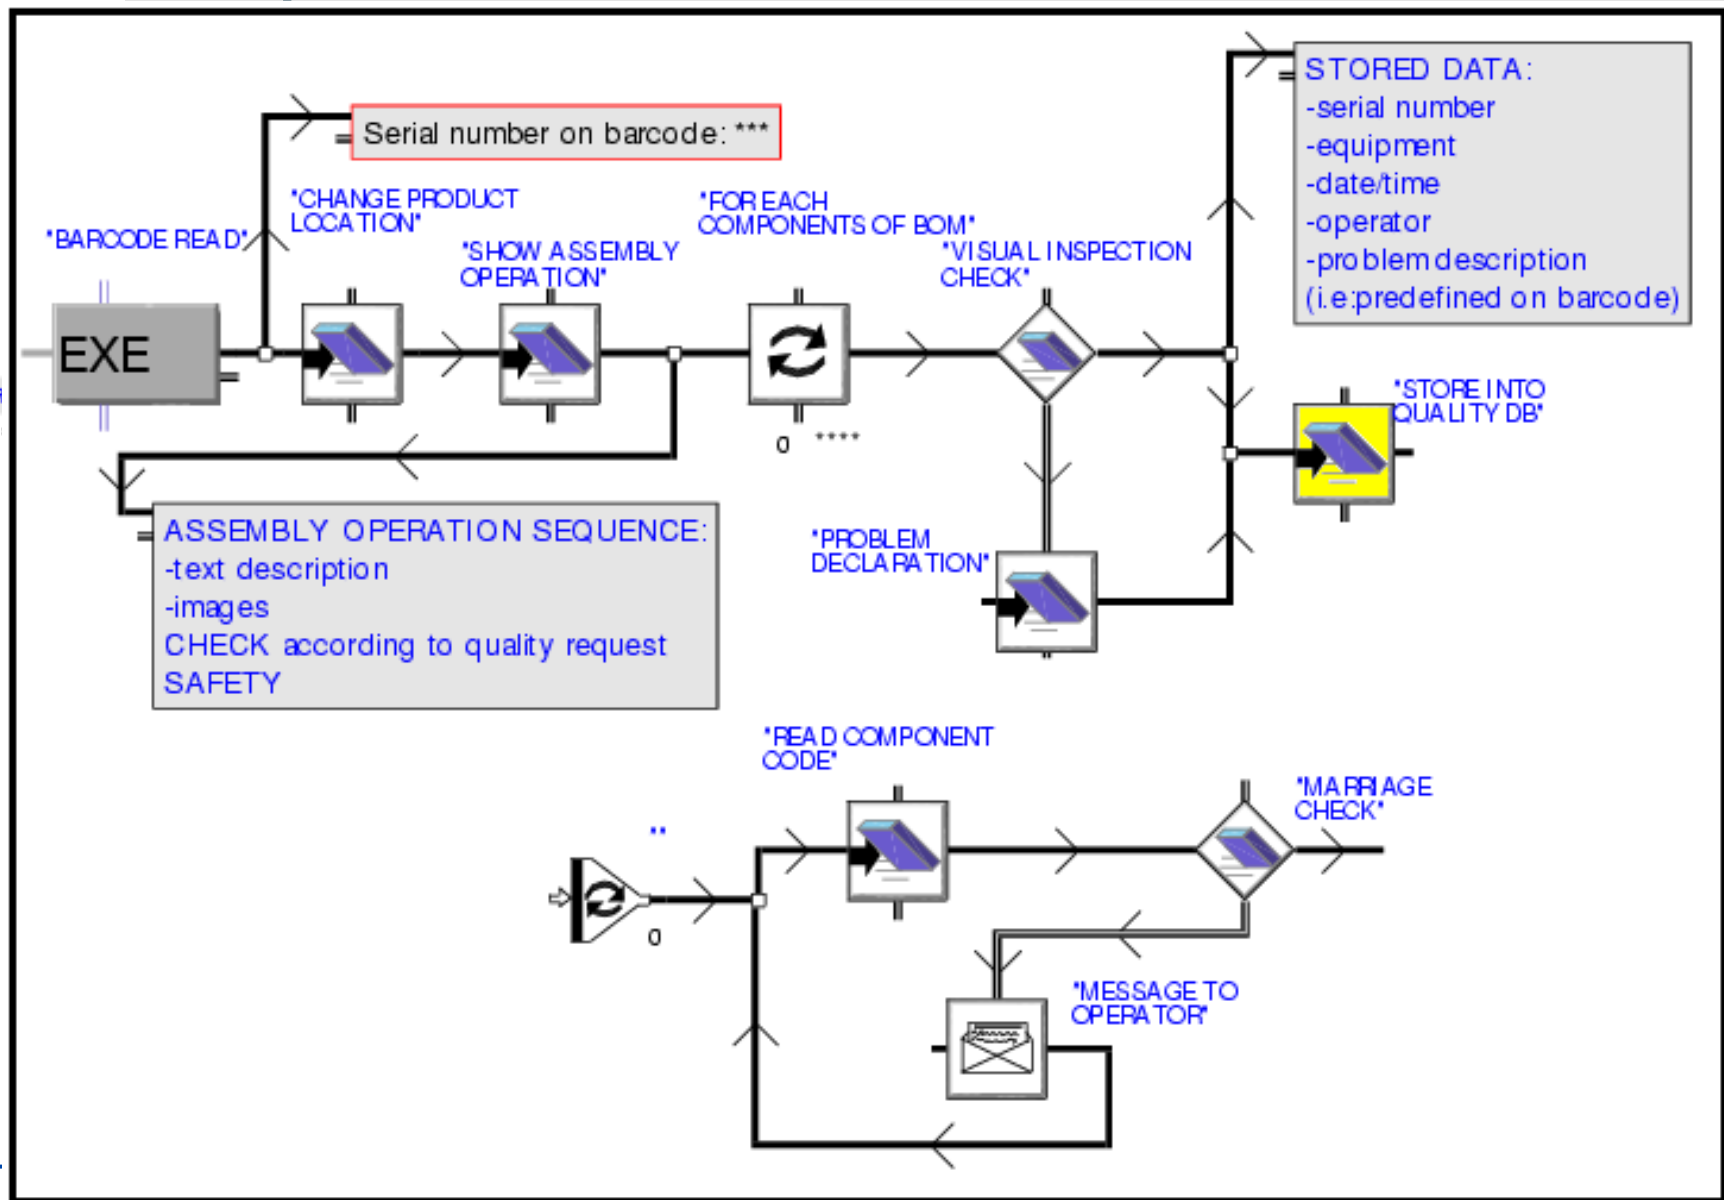 Serial number on barcode: ***
"CHANGE PRODUCT
LOCATION"
"BARCODE READ"
EXE
"SHOW ASSEMBLY
OPERATION"
"FOR EACH
COMPONENTS OF BOM"
0 ****
"VISUAL INSPECTION
CHECK"
STORED DATA:
-serial number
-equipment
-date/time
-operator
-problem description
(i.e:predefined on barcode)
"STORE INTO
QUALITY DB"
"PROBLEM
DECLARATION"
ASSEMBLY OPERATION SEQUENCE:
-text description
-images
CHECK according to quality request
SAFETY
"READ COMPONENT
CODE"
""
0
"MARRIAGE
CHECK"
"MESSAGE TO
OPERATOR"